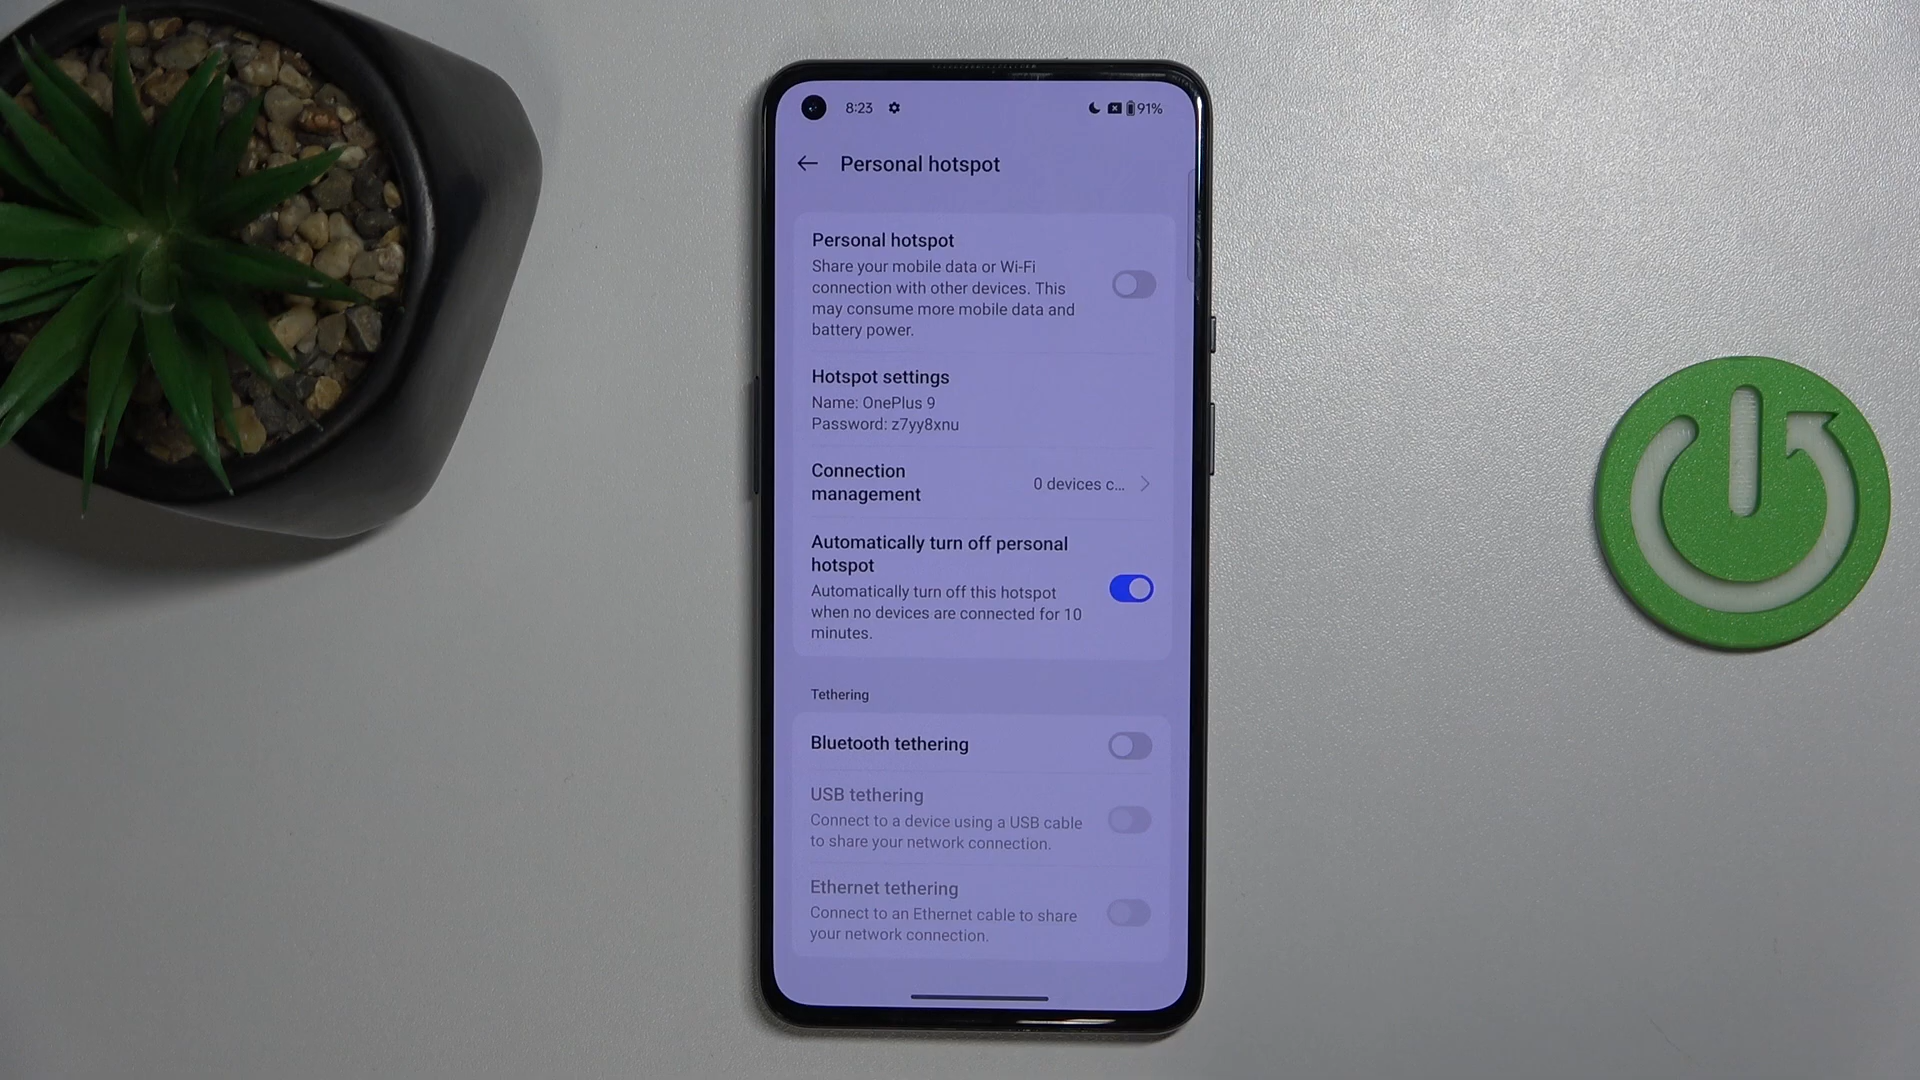 8:23
91%
Personal hotspot
Personal hotspot
Share your mobile data or Wi-Fi
connection with other devices. This
may consume more mobile data and
battery power.
Hotspot settings
Name: OnePlus 9
Password: z7yy8xnu
Connection
management
0 devices c...
Automatically turn off personal
hotspot
Automatically turn off this hotspot
when no devices are connected for 10
minutes.
Tethering
Bluetooth tethering
USB tethering
Connect to a device using a USB cable
to share your network connection.
Ethernet tethering
Connect to an Ethernet cable to share
your network connection.